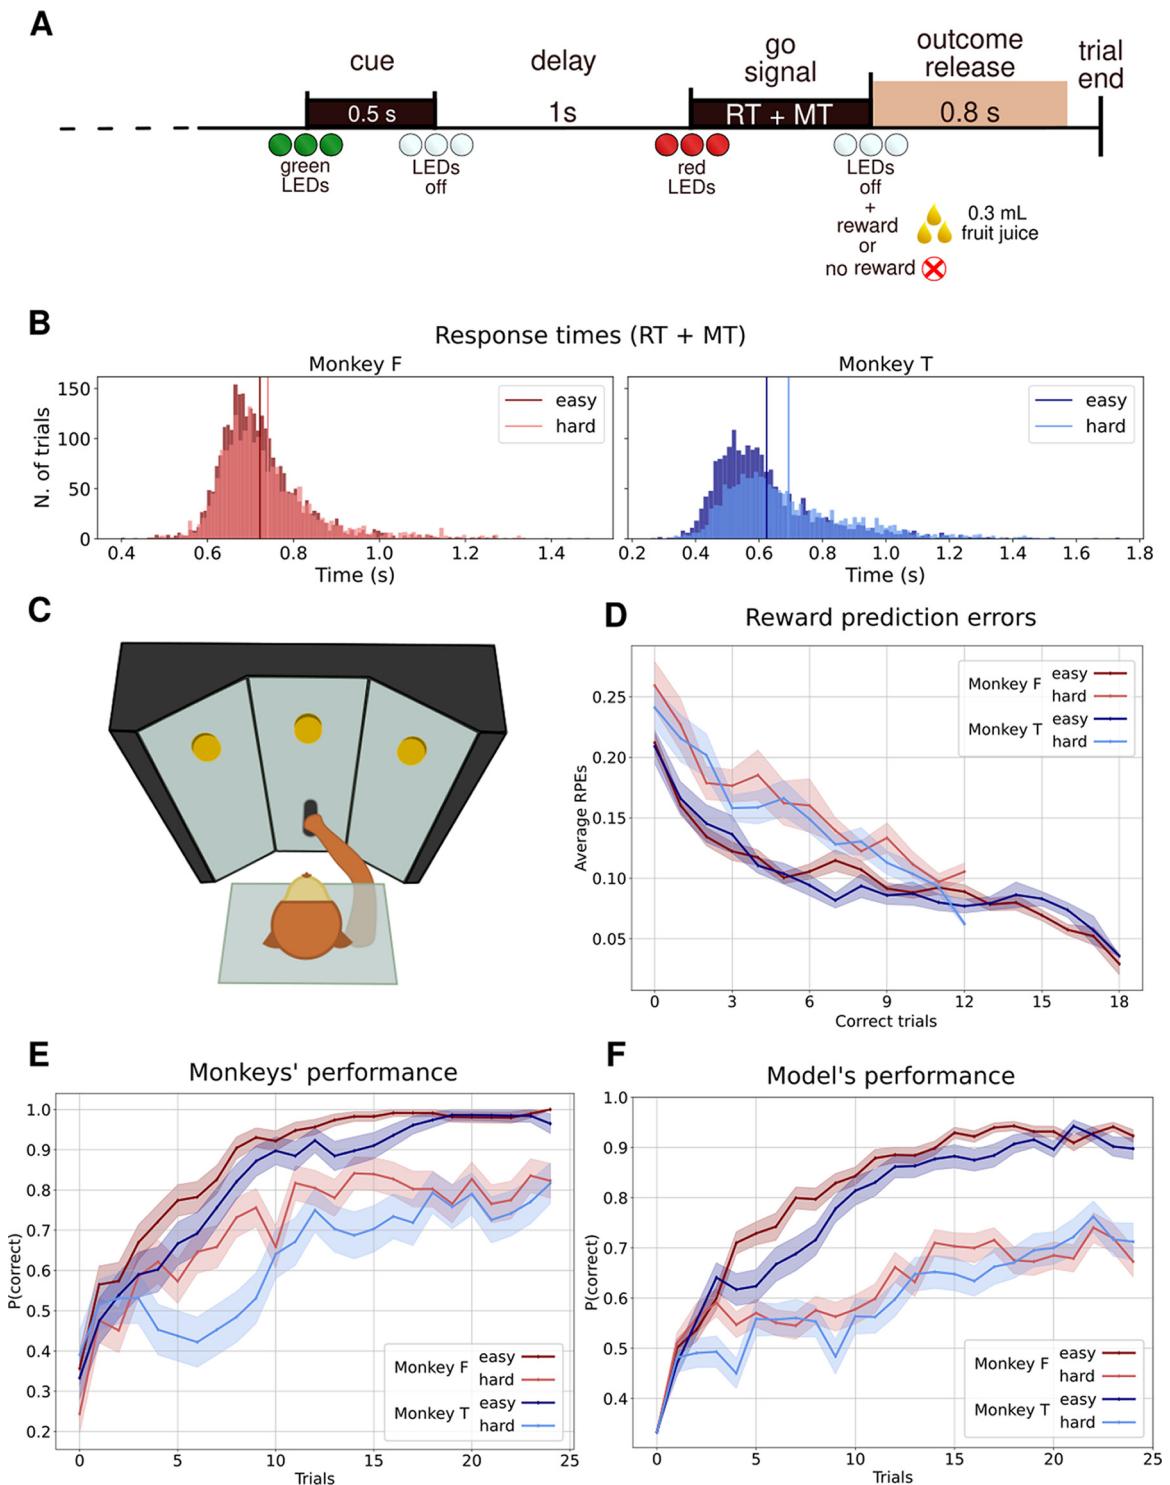 A
cue
delay
go
signal
outcome
release
trial
end
0.5 s
1s
RT + MT
0.8 s
green
LEDs
LEDs
off
red
LEDs
LEDs
off
+
reward
or
no reward
0.3 mL
fruit juice
B
Response times (RT + MT)
Monkey F
Monkey T
easy
hard
easy
hard
N. of trials
150
100
50
0
0.4 0.6 0.8 1.0 1.2 1.4
0.2 0.4 0.6 0.8 1.0 1.2 1.4 1.6 1.8
Time (s)
Time (s)
C
D
Reward prediction errors
Monkey F easy
hard
Monkey T easy
hard
Average RPEs
0.25
0.20
0.15
0.10
0.05
0 3 6 9 12 15 18
Correct trials
E
Monkeys' performance
P(correct)
1.0
0.9
0.8
0.7
0.6
0.5
0.4
0.3
0.2
Monkey F easy
hard
Monkey T easy
hard
0 5 10 15 20 25
Trials
F
Model's performance
P(correct)
1.0
0.9
0.8
0.7
0.6
0.5
0.4
Monkey F easy
hard
Monkey T easy
hard
0 5 10 15 20 25
Trials